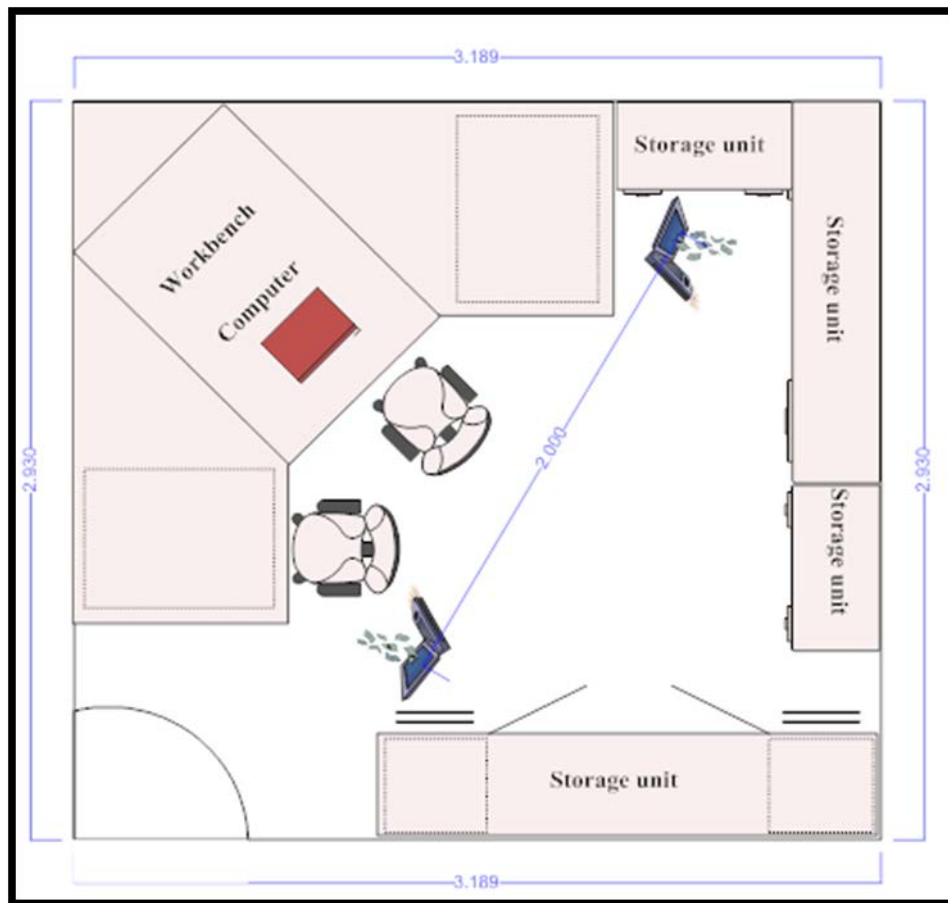 3.189
Storage unit
Workbench
Computer
Storage unit
2.930
2.000
2.930
Storage unit
Storage unit
3.189